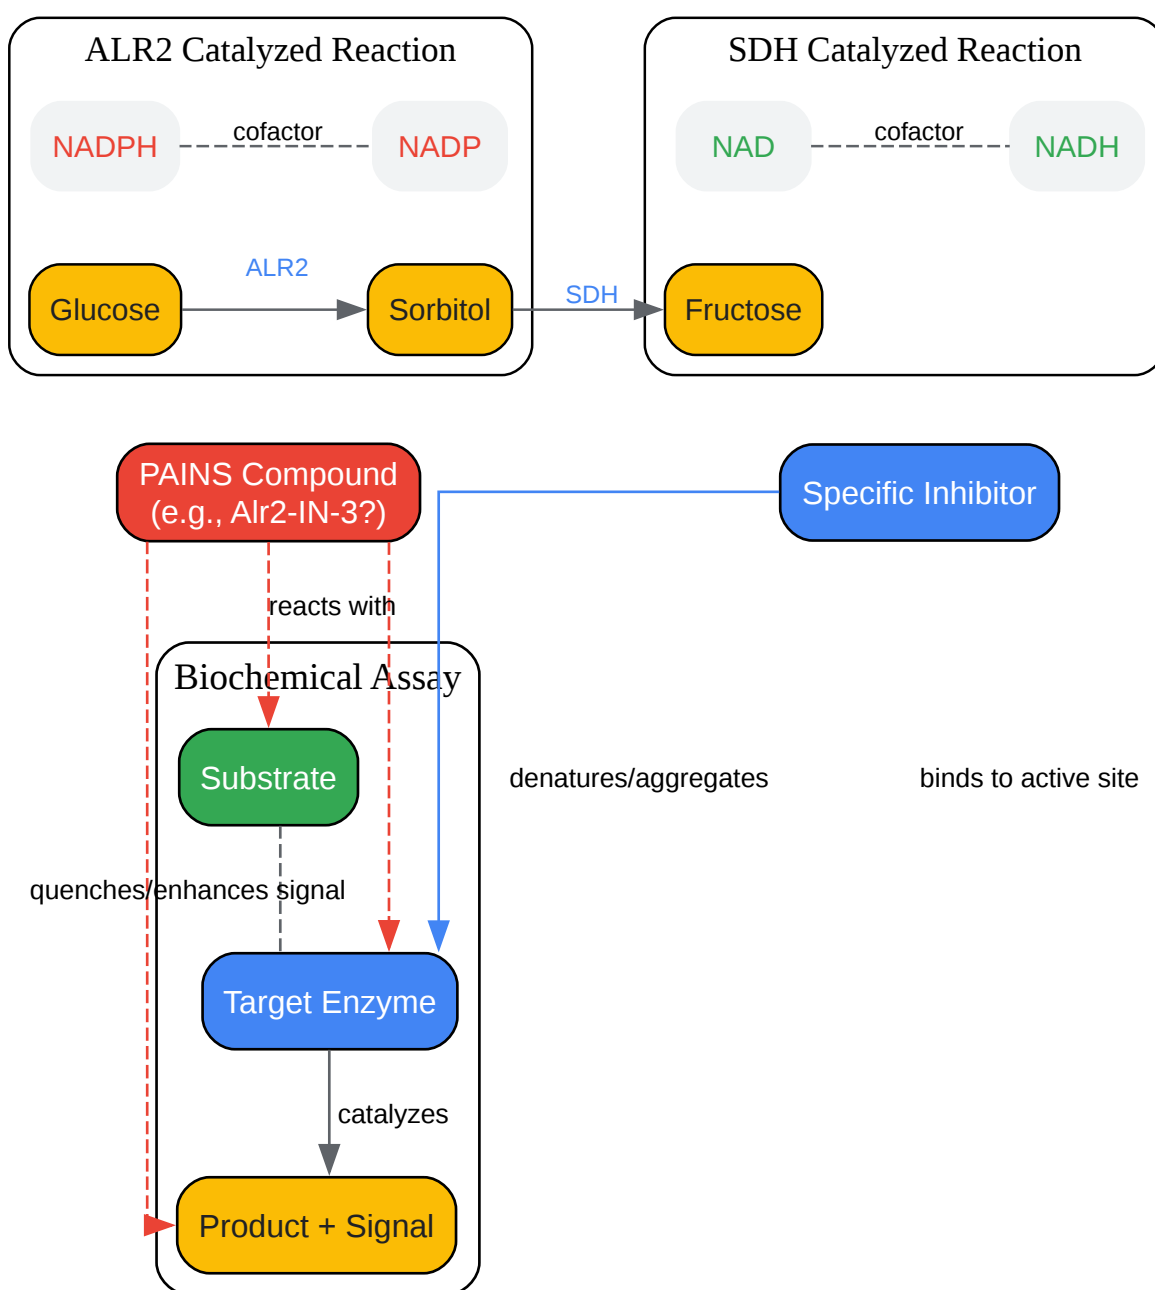 ALR2 Catalyzed Reaction
SDH Catalyzed Reaction
NADPH
cofactor
NADP
NAD
cofactor
NADH
ALR2
SDH
Glucose
Sorbitol
Fructose
PAINS Compound
(e.g., Alr2-IN-3?)
Specific Inhibitor
reacts with
Biochemical Assay
Substrate
denatures/aggregates
binds to active site
quenches/enhances signal
Target Enzyme
catalyzes
Product + Signal